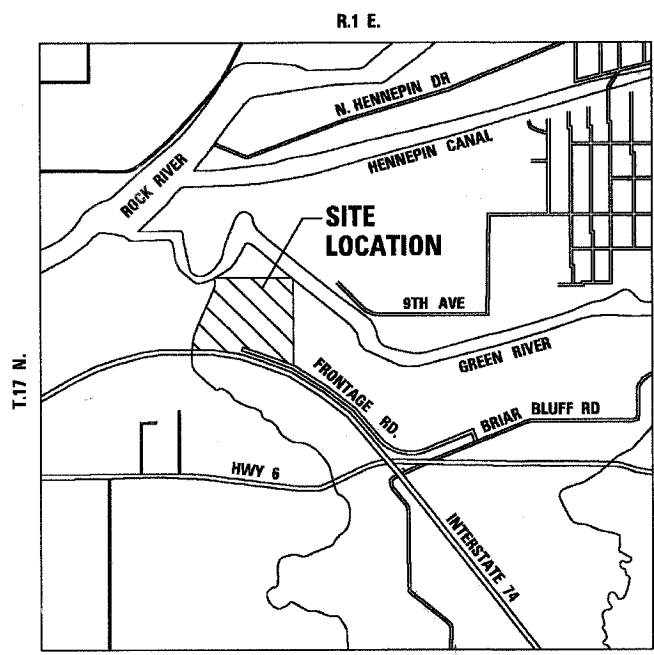 R.1 E.
N. HENNEPIN DR
HENNEPIN CANAL
ROCK RIVER
SITE
LOCATION
9TH AVE
GREEN RIVER
T.17 N.
FRONTAGE RD.
BRIAR BLUFF RD
HWY 6
INTERSTATE 74